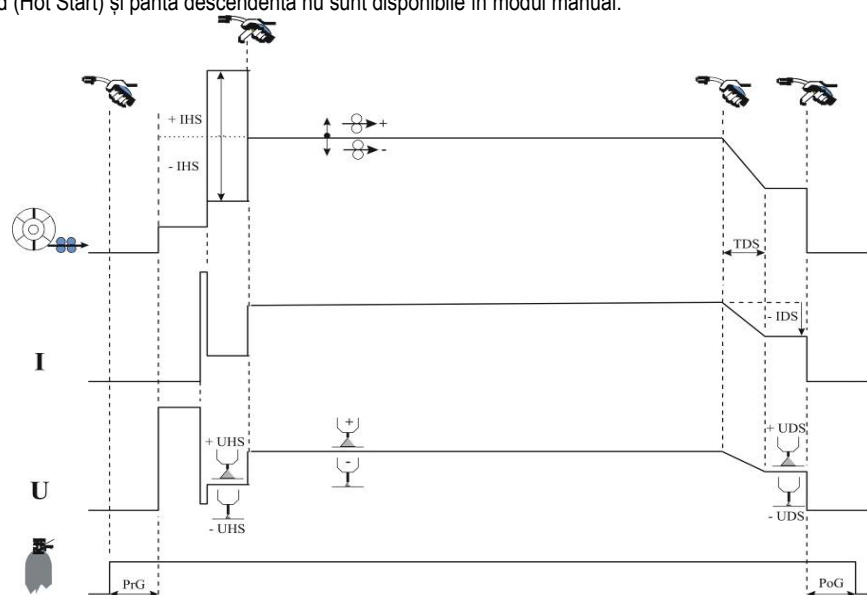 (Hot Start) și panta descendentă nu sunt disponibile în modul manual.
+ IHS
- IHS
+
-
TDS
- IDS
I
+ UHS
+
-
+ UDS
U
- UHS
- UDS
PrG
PoG